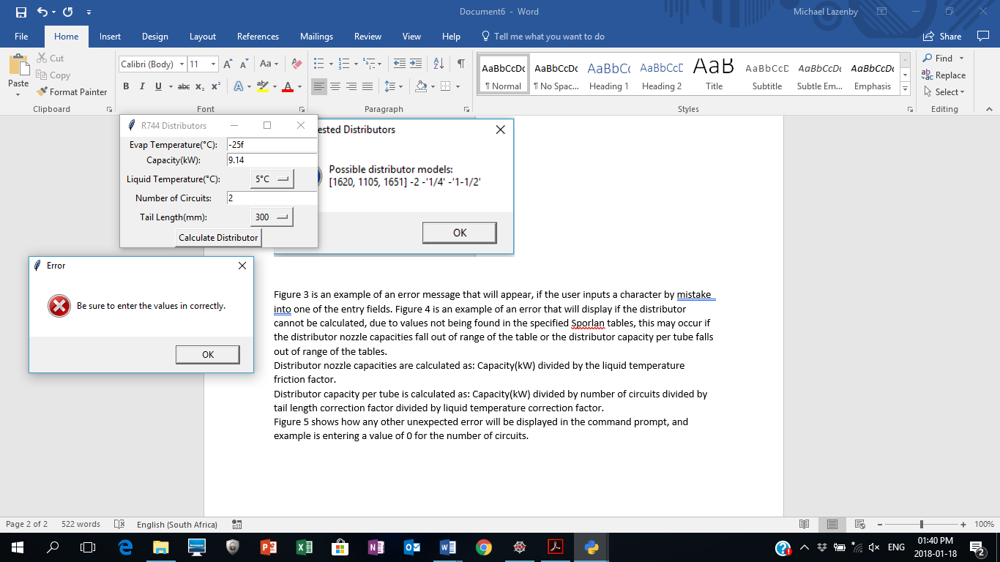 Document6 - Word
Michael Lazenby
File Home Insert Design Layout References Mailings Review View Help Tell me what you want to do Share
Paste
Cut
Copy
Format Painter
Clipboard
Calibri (Body) 11
Font
Paragraph
AaBbCcDc AaBbCcDc AaBbCc AaBbCcD AaB AaBbCcD AaBbCcDc AaBbCcDc
¶ Normal ¶ No Spac... Heading 1 Heading 2 Title Subtitle Subtle Em... Emphasis
Styles
Find
Replace
Select
Editing
R744 Distributors
Evap Temperature(°C): -25f
Capacity(kW): 9.14
Liquid Temperature(°C): 5°C
Number of Circuits: 2
Tail Length(mm): 300
Calculate Distributor
ested Distributors
Possible distributor models:
[1620, 1105, 1651] -2 -'1/4' -'1-1/2'
OK
Error
Be sure to enter the values in correctly.
OK
Figure 3 is an example of an error message that will appear, if the user inputs a character by mistake
into one of the entry fields. Figure 4 is an example of an error that will display if the distributor
cannot be calculated, due to values not being found in the specified Sporlan tables, this may occur if
the distributor nozzle capacities fall out of range of the table or the distributor capacity per tube falls
out of range of the tables.
Distributor nozzle capacities are calculated as: Capacity(kW) divided by the liquid temperature
friction factor.
Distributor capacity per tube is calculated as: Capacity(kW) divided by number of circuits divided by
tail length correction factor divided by liquid temperature correction factor.
Figure 5 shows how any other unexpected error will be displayed in the command prompt, and
example is entering a value of 0 for the number of circuits.
Page 2 of 2 522 words English (South Africa) 100%
ENG
01:40 PM
2018-01-18
2